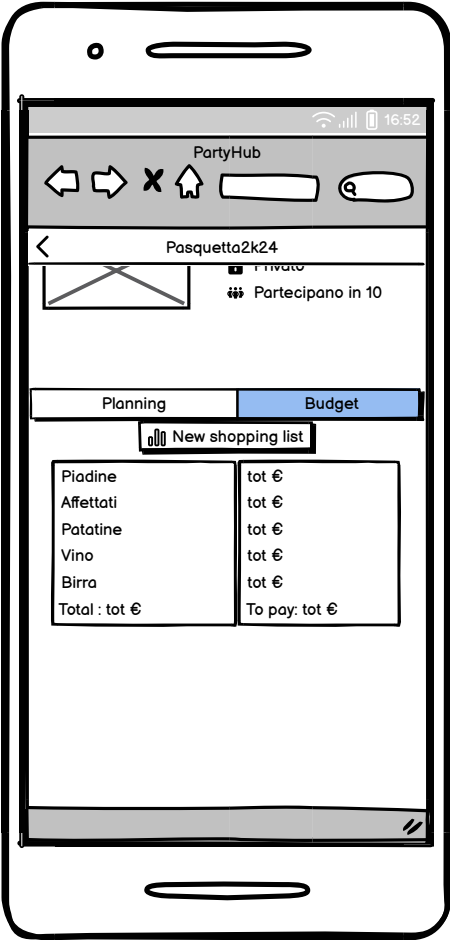 16:52
PartyHub
Pasquetta2k24
Privato
Partecipano in 10
Planning Budget
New shopping list
Piadine tot €
Affettati tot €
Patatine tot €
Vino tot €
Birra tot €
Total : tot € To pay: tot €